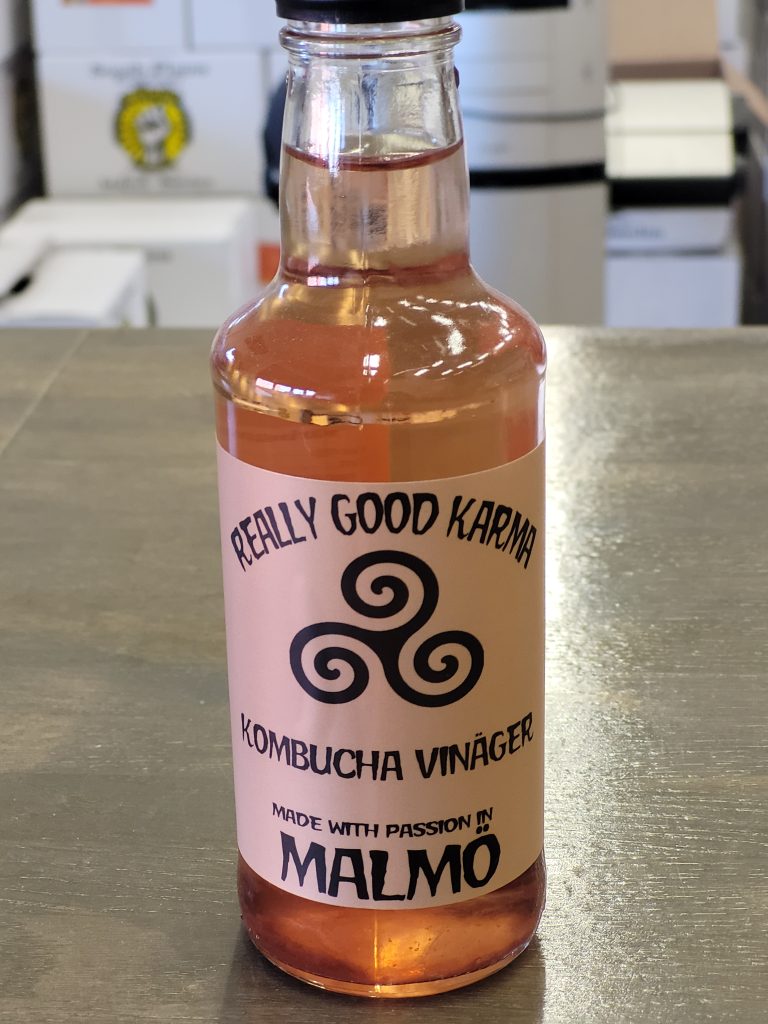 REALLY GOOD KARMA
KOMBUCHA VINÄGER
MADE WITH PASSION IN
MALMÖ